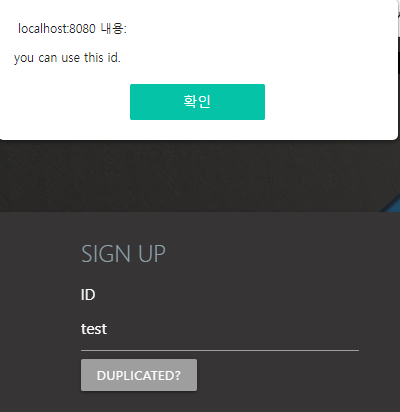 localhost:8080 내용:
you can use this id.
확인
SIGN UP
ID
test
DUPLICATED?